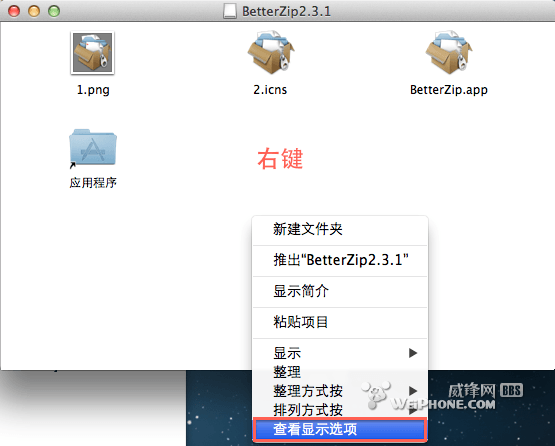 BetterZip2.3.1
1.png
2.icns
BetterZip.app
应用程序
右键
新建文件夹
推出“BetterZip2.3.1”
显示简介
粘贴项目
显示
整理
整理方式按
排列方式按
查看显示选项
威锋网 BBS
WEIPHONE.COM